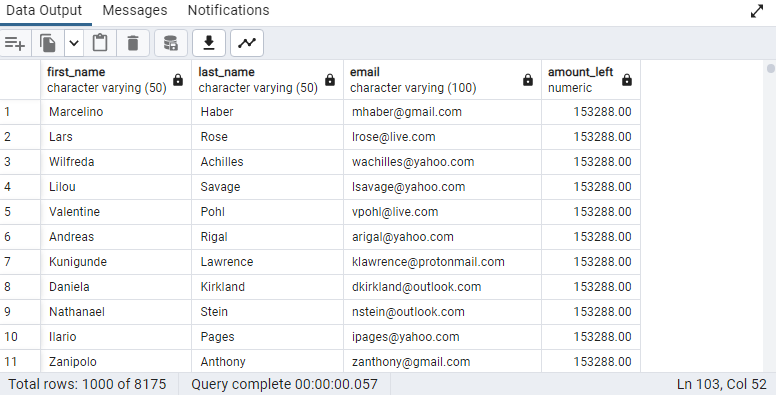 Data Output Messages Notifications
first_name last_name email amount_left
character varying (50) character varying (50) character varying (100) numeric
1 Marcelino Haber mhaber@gmail.com 153288.00
2 Lars Rose lrose@live.com 153288.00
3 Wilfreda Achilles wachilles@yahoo.com 153288.00
4 Lilou Savage lsavage@yahoo.com 153288.00
5 Valentine Pohl vpohl@live.com 153288.00
6 Andreas Rigal arigal@yahoo.com 153288.00
7 Kunigunde Lawrence klawrence@protonmail.com 153288.00
8 Daniela Kirkland dkirkland@outlook.com 153288.00
9 Nathanael Stein nstein@outlook.com 153288.00
10 Ilario Pages ipages@yahoo.com 153288.00
11 Zanipolo Anthony zanthony@gmail.com 153288.00
Total rows: 1000 of 8175 Query complete 00:00:00.057 Ln 103, Col 52